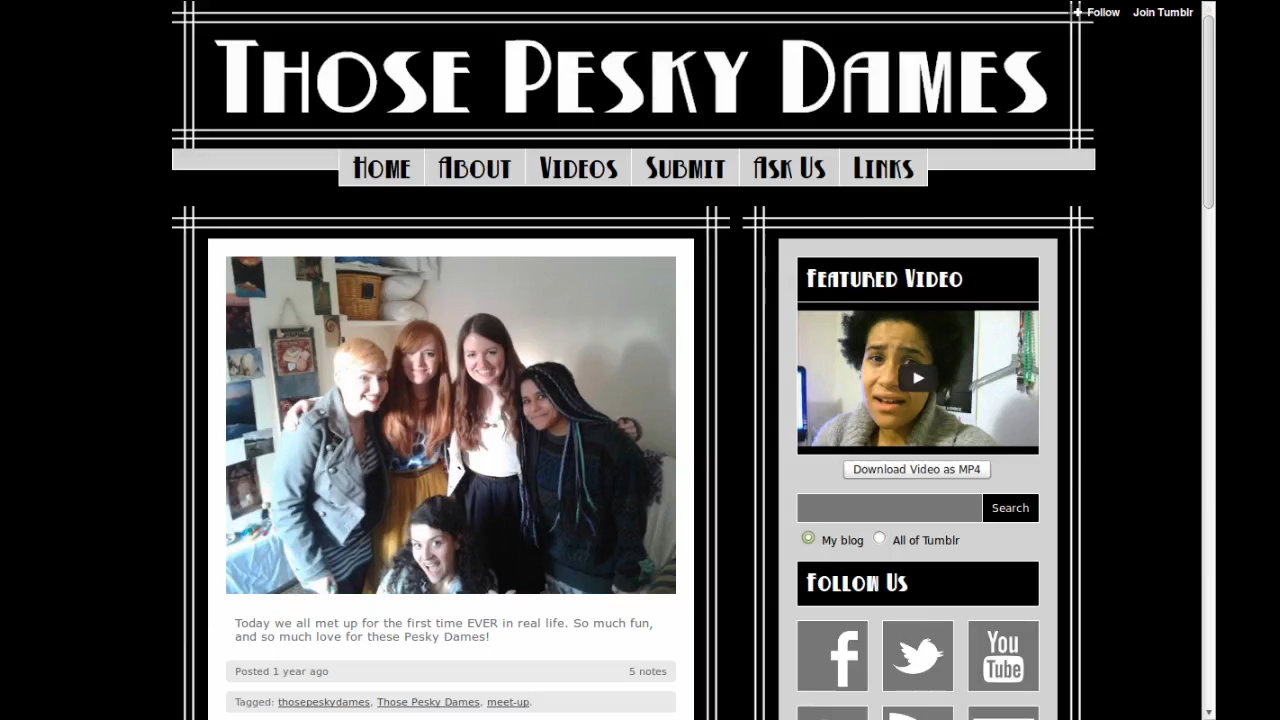 Follow Join Tumblr
THOSE PESKY DAMES
HOME ABOUT VIDEOS SUBMIT ASK US LINKS
FEATURED VIDEO
Download Video as MP4
Search
My blog All of Tumblr
FOLLOW US
f
You
Tube
Today we all met up for the first time EVER in real life. So much fun,
and so much love for these Pesky Dames!
Posted 1 year ago 5 notes
Tagged: thosepeskydames, Those Pesky Dames, meet-up.